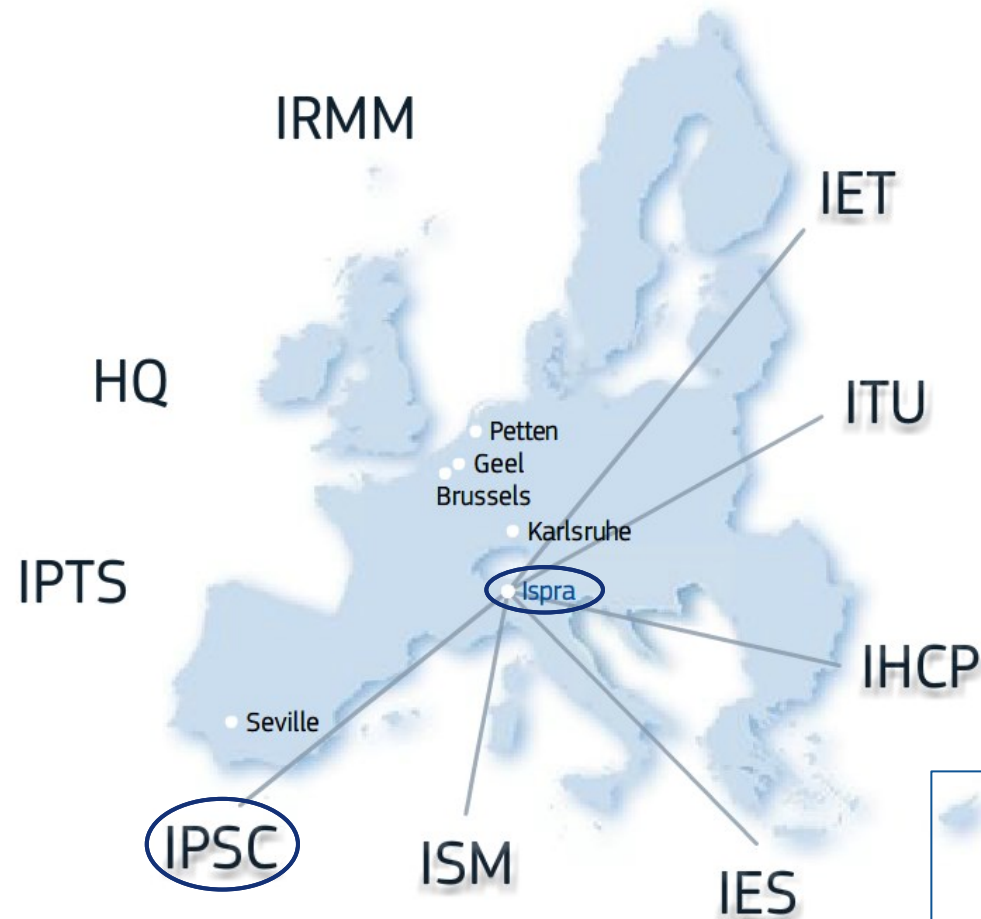 IRMM
IET
HQ
ITU
Petten
Geel
Brussels
Karlsruhe
IPTS
Ispra
IHCP
Seville
IPSC
ISM
IES